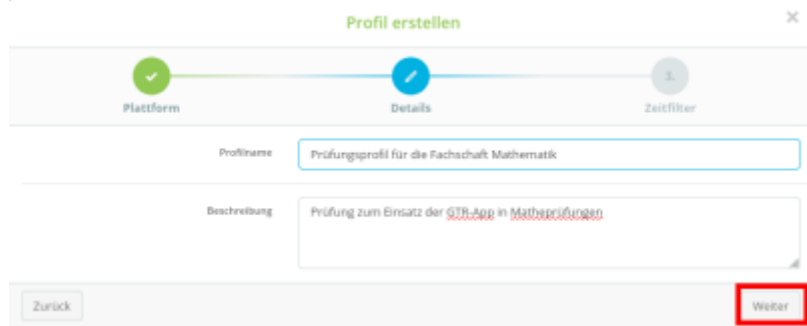 Profil erstellen
×
Plattform
Details
3.
Zeitfilter
Profilname
Prüfungsprofil für die Fachschaft Mathematik
Beschreibung
Prüfung zum Einsatz der GTR-App in Matheprüfungen
Zurück
Weiter